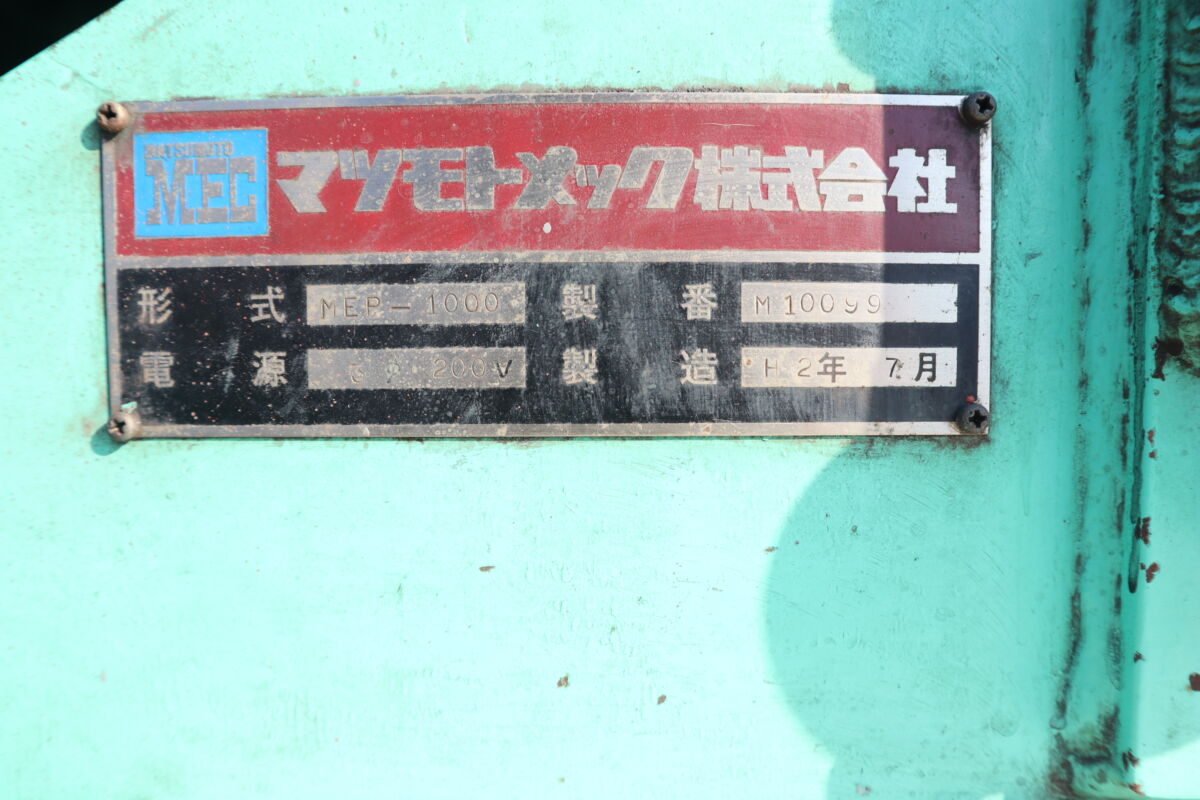 MATSUMOTO
MEC
マツモトメック株式会社
形式 MEP-1000 製番 M10099
電源 3φ 200V 製造 H2年 7月